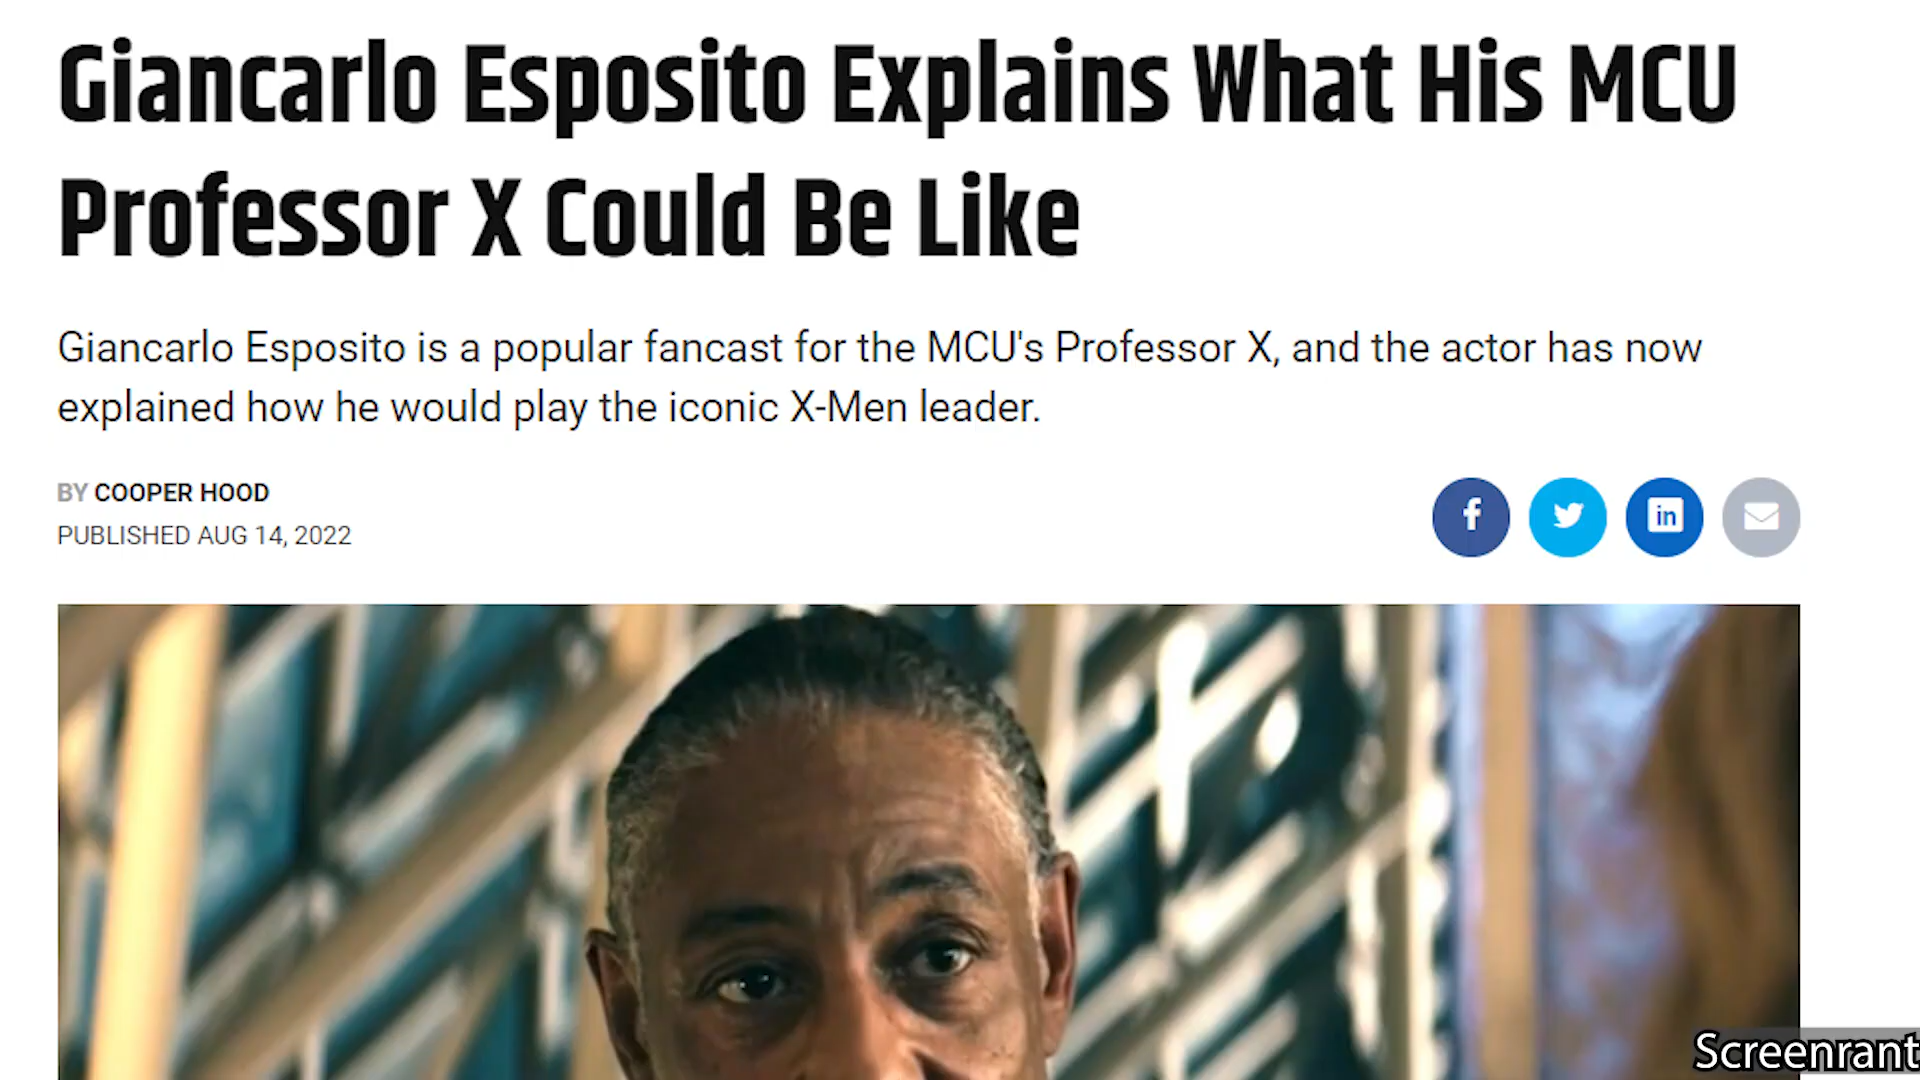 Giancarlo Esposito Explains What His MCU
Professor X Could Be Like
Giancarlo Esposito is a popular fancast for the MCU's Professor X, and the actor has now
explained how he would play the iconic X-Men leader.
BY COOPER HOOD
PUBLISHED AUG 14, 2022
f
in
Screenrant